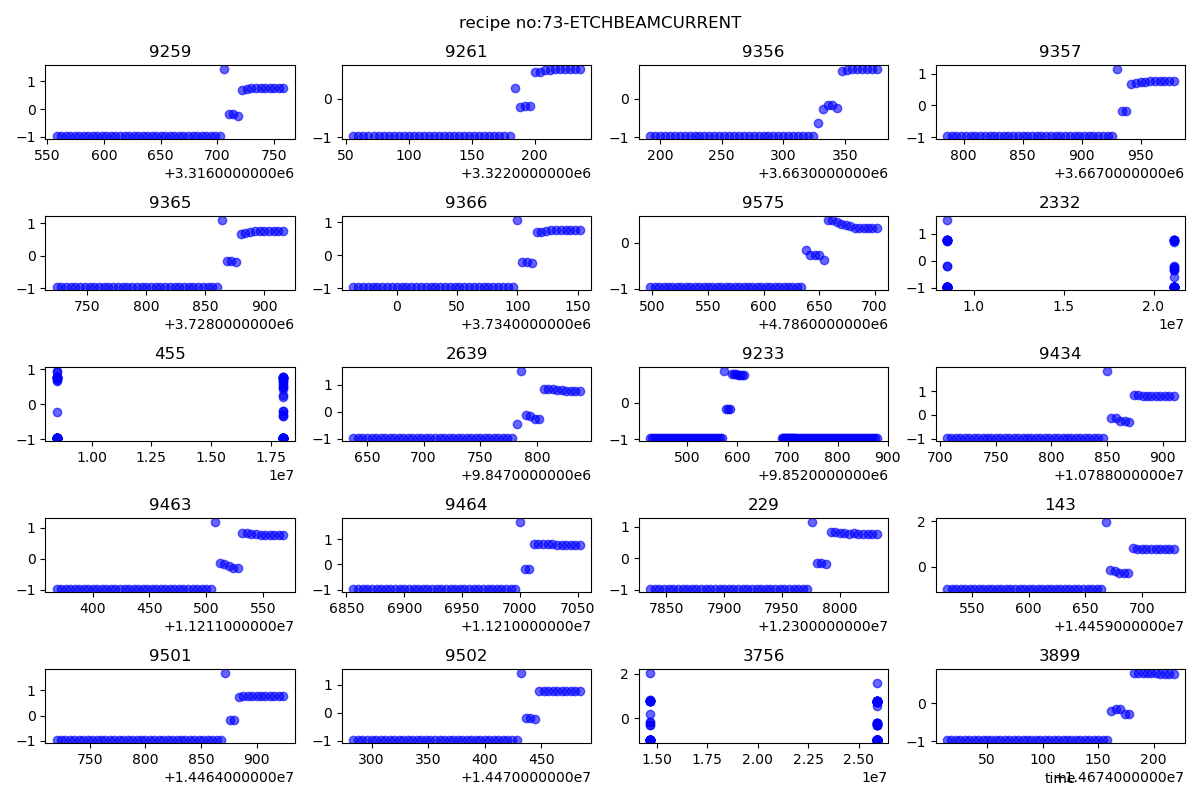 recipe no:73-ETCHBEAMCURRENT
9259
1
0
−1
550 600 650 700 750
+3.3160000000e6
9261
0
−1
50 100 150 200
+3.3220000000e6
9356
0
−1
200 250 300 350
+3.6630000000e6
9357
1
0
−1
800 850 900 950
+3.6670000000e6
9365
1
0
−1
750 800 850 900
+3.7280000000e6
9366
1
0
−1
0 50 100 150
+3.7340000000e6
9575
0
−1
500 550 600 650 700
+4.7860000000e6
2332
1
0
−1
1.0 1.5 2.0
1e7
455
1
0
−1
1.00 1.25 1.50 1.75
1e7
2639
1
0
−1
650 700 750 800
+9.8470000000e6
9233
0
−1
500 600 700 800 900
+9.8520000000e6
9434
1
0
−1
700 750 800 850 900
+1.0788000000e7
9463
1
0
−1
400 450 500 550
+1.1211000000e7
9464
1
0
−1
6850 6900 6950 7000 7050
+1.1210000000e7
229
1
0
−1
7850 7900 7950 8000
+1.2300000000e7
143
2
0
550 600 650 700
+1.4459000000e7
9501
1
0
−1
750 800 850 900
+1.4464000000e7
9502
1
0
−1
300 350 400 450
+1.4470000000e7
3756
2
0
1.50 1.75 2.00 2.25 2.50
1e7
3899
0
−1
50 100 150 200
+1.4674000000e7
time